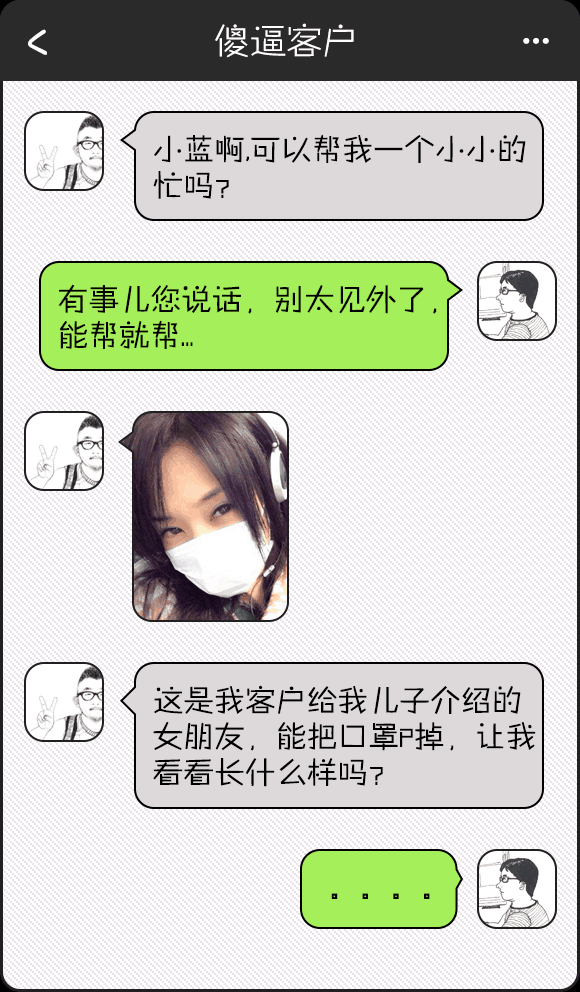 傻逼客户
小蓝啊,可以帮我一个小小的
忙吗?
有事儿您说话，别太见外了，
能帮就帮...
这是我客户给我儿子介绍的
女朋友，能把口罩P掉，让我
看看长什么样吗?
。。。。